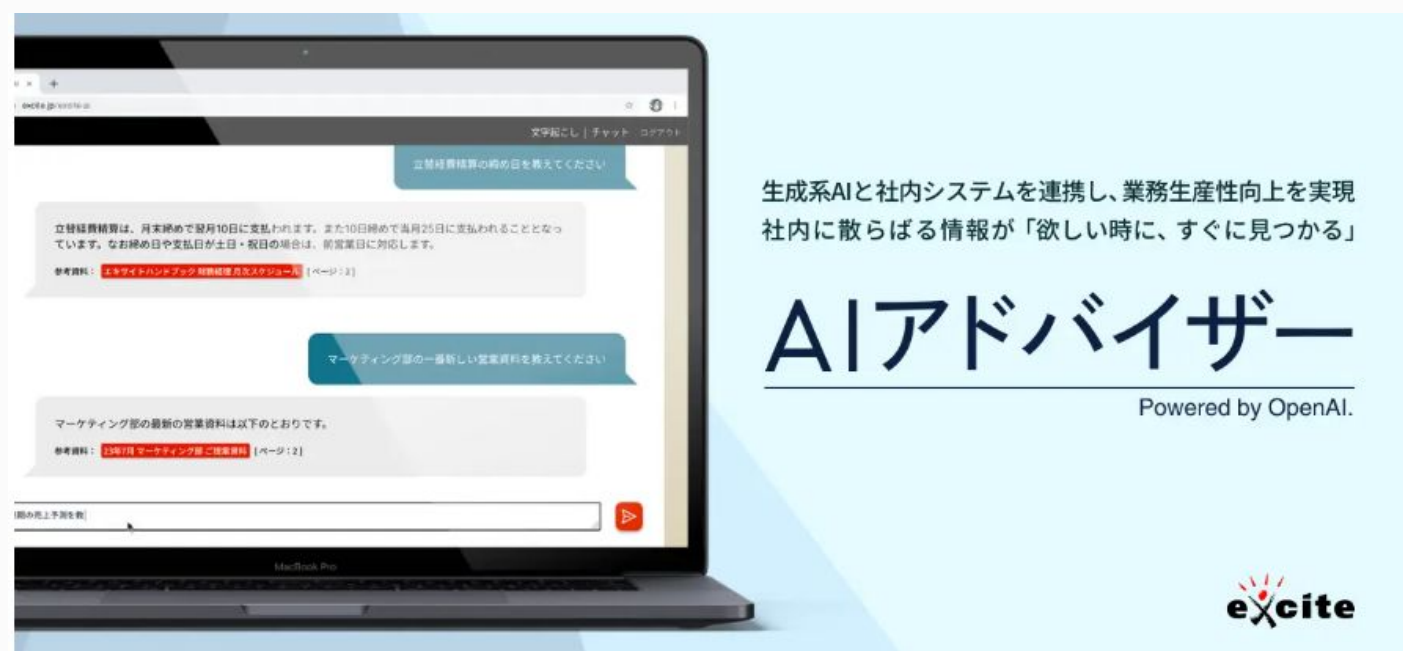 excite.jp/excite-ai
文字起こし | チャット ログアウト
立替経費精算の締め日を教えてください
立替経費精算は、月末締めで翌月10日に支払われます。また10日締めで当月25日に支払われることとなっ
ています。なお締め日や支払日が土日・祝日の場合は、前営業日に対応します。
参考資料： エキサイトハンドブック 財務経理 月次スケジュール [ページ：2]
マーケティング部の一番新しい営業資料を教えてください
マーケティング部の最新の営業資料は以下のとおりです。
参考資料： 23年7月 マーケティング部 ご提案資料 [ページ：2]
期の売上予測を教
MacBook Pro
生成系AIと社内システムを連携し、業務生産性向上を実現
社内に散らばる情報が「欲しい時に、すぐに見つかる」
AIアドバイザー
Powered by OpenAI.
excite